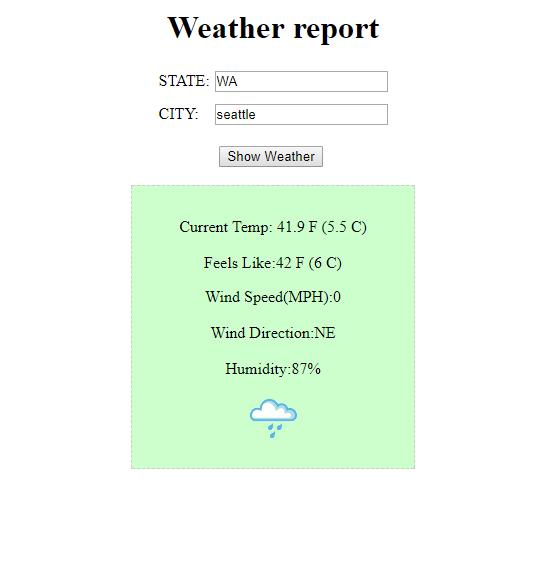 Weather report
STATE: WA
CITY: seattle
Show Weather
Current Temp: 41.9 F (5.5 C)
Feels Like:42 F (6 C)
Wind Speed(MPH):0
Wind Direction:NE
Humidity:87%